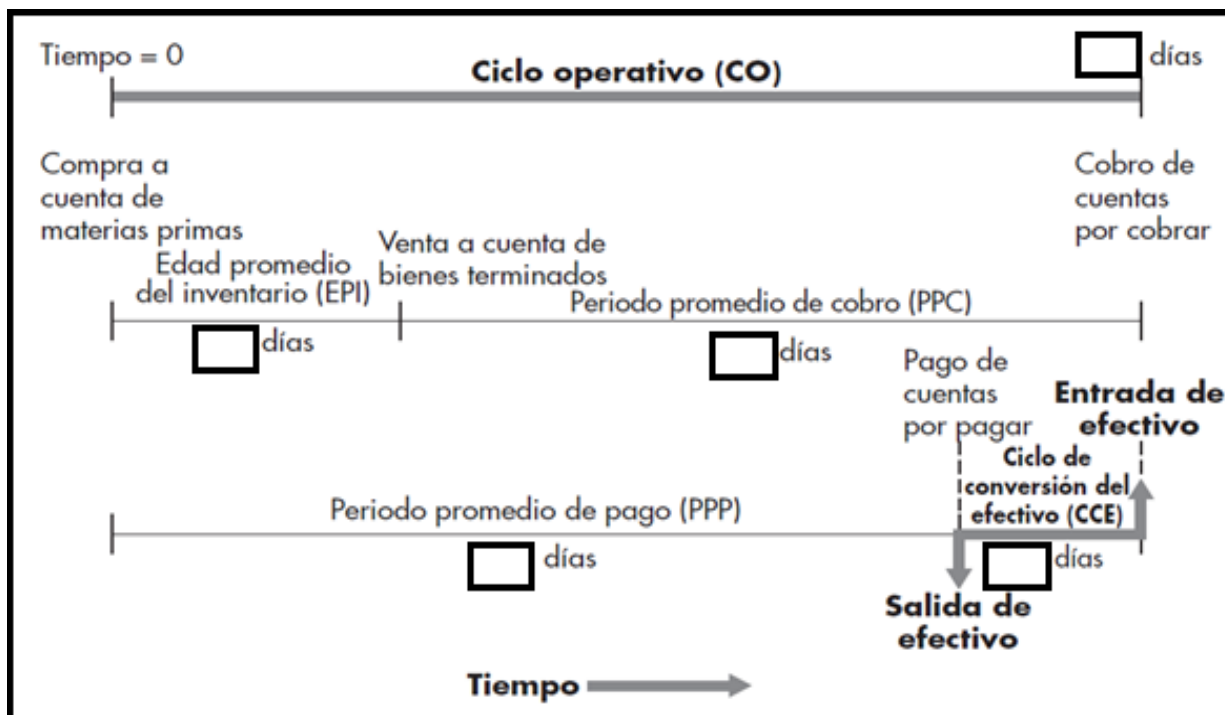 Tiempo = 0
Ciclo operativo (CO)
días
Compra a
cuenta de
materias primas
Cobro de
cuentas
por cobrar
Edad promedio
del inventario (EPI)
Venta a cuenta de
bienes terminados
Periodo promedio de cobro (PPC)
días
días
Pago de
cuentas
por pagar
Entrada de
efectivo
Ciclo de
conversión del
efectivo (CCE)
Periodo promedio de pago (PPP)
días
días
Salida de
efectivo
Tiempo